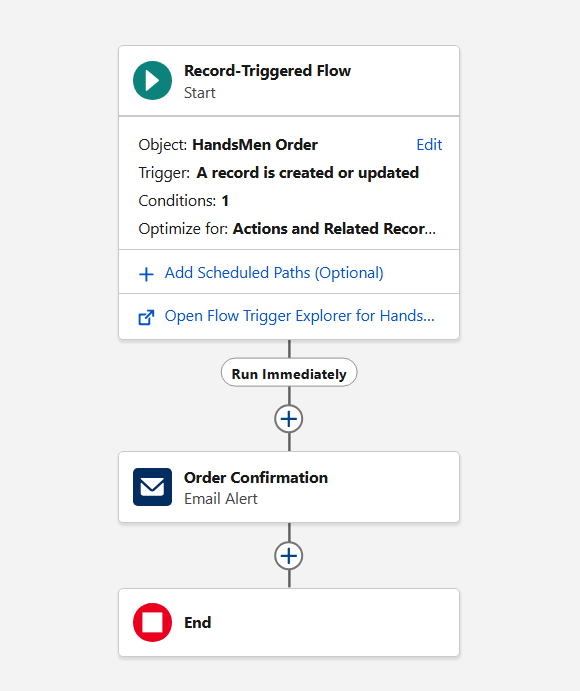 Record-Triggered Flow
Start
Object: HandsMen Order Edit
Trigger: A record is created or updated
Conditions: 1
Optimize for: Actions and Related Recor...
Add Scheduled Paths (Optional)
Open Flow Trigger Explorer for Hands...
Run Immediately
Order Confirmation
Email Alert
End